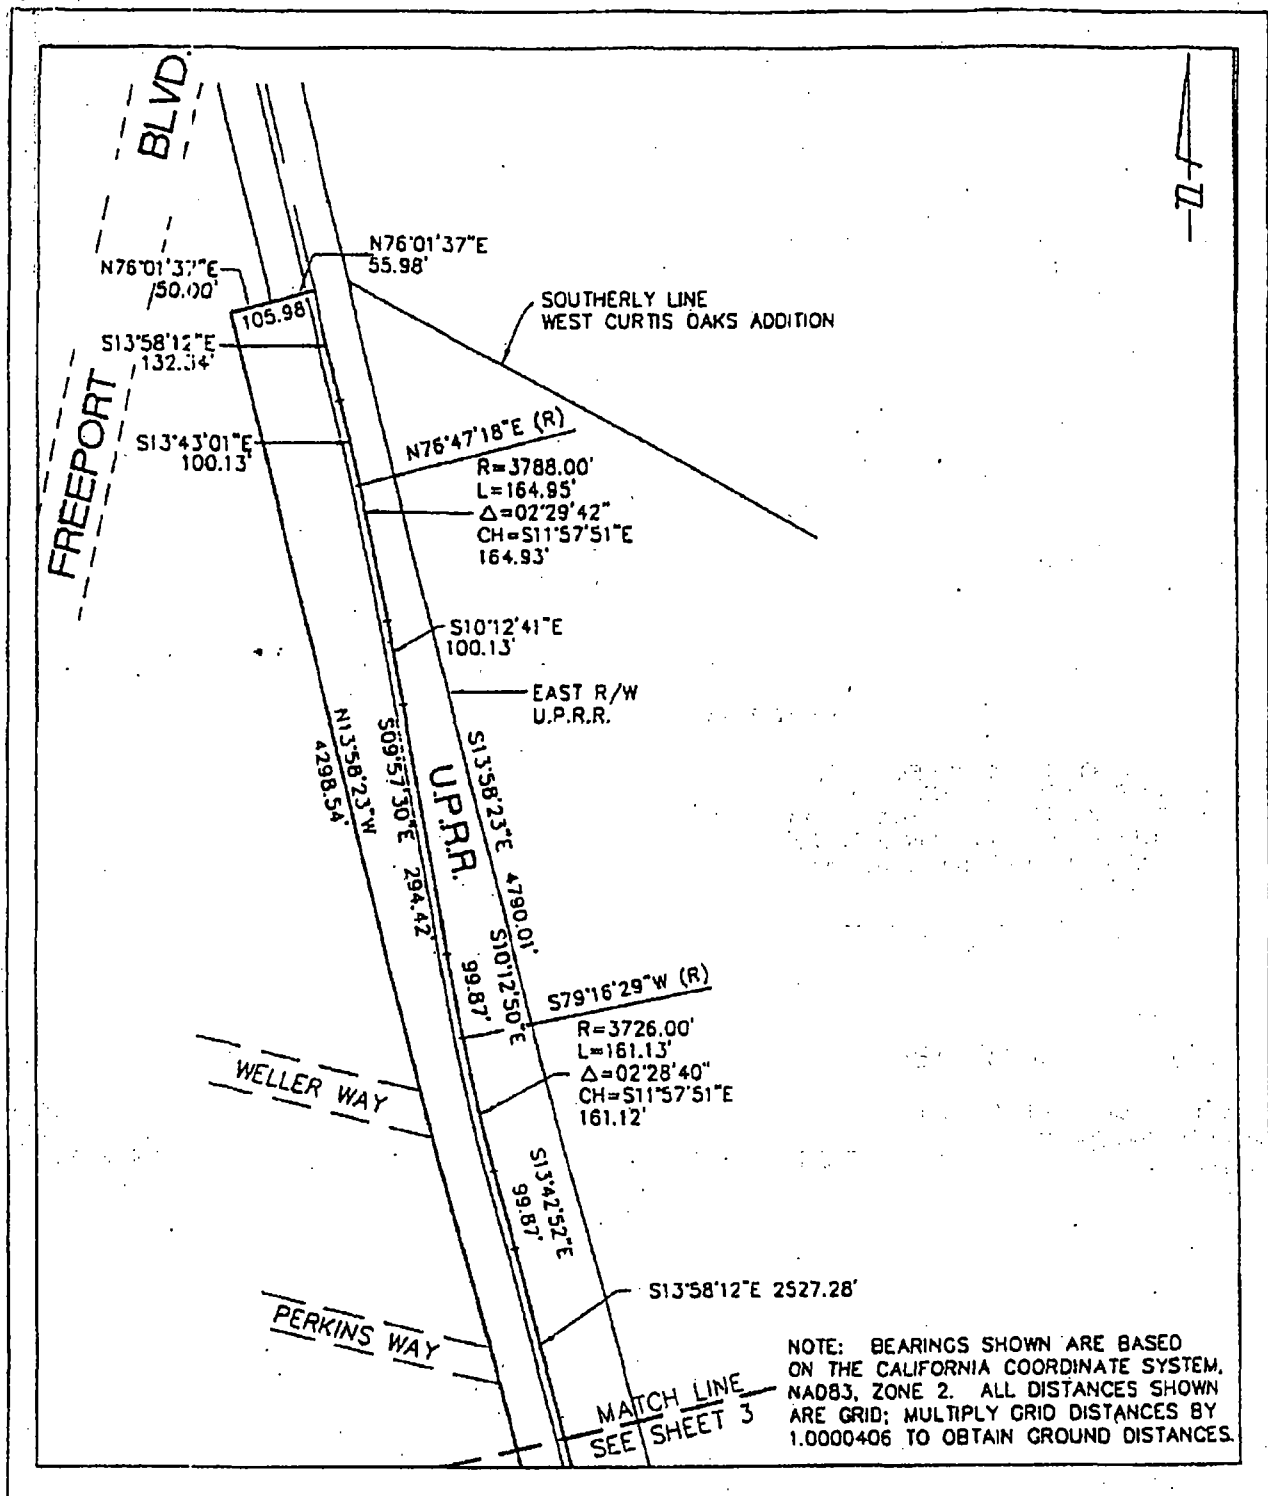 BLVD.
N76°01'37"E
55.98'
N76°01'37"E
50.00'
105.98
SOUTHERLY LINE
WEST CURTIS OAKS ADDITION
S13°58'12"E
FREEPORT
S13°43'01"E
100.13'
N76°47'18"E (R)
R=3788.00'
L=164.95'
Δ=02°29'42"
CH=S11°57'51"E
164.93'
S10°12'41"E
100.13'
EAST R/W
U.P.R.R.
N13°58'23"W
4298.54'
S09°57'30"E 294.42'
U.P.R.R.
S13°58'23"E 4790.01'
S10°12'50"E
99.87'
S79°16'29"W (R)
R=3726.00'
L=161.13'
Δ=02°28'40"
CH=S11°57'51"E
161.12'
WELLER WAY
S13°42'52"E
99.87'
S13°58'12"E 2527.28'
PERKINS WAY
MATCH LINE
SEE SHEET 3
NOTE: BEARINGS SHOWN ARE BASED
ON THE CALIFORNIA COORDINATE SYSTEM,
NAD83, ZONE 2. ALL DISTANCES SHOWN
ARE GRID; MULTIPLY GRID DISTANCES BY
1.0000406 TO OBTAIN GROUND DISTANCES.
n